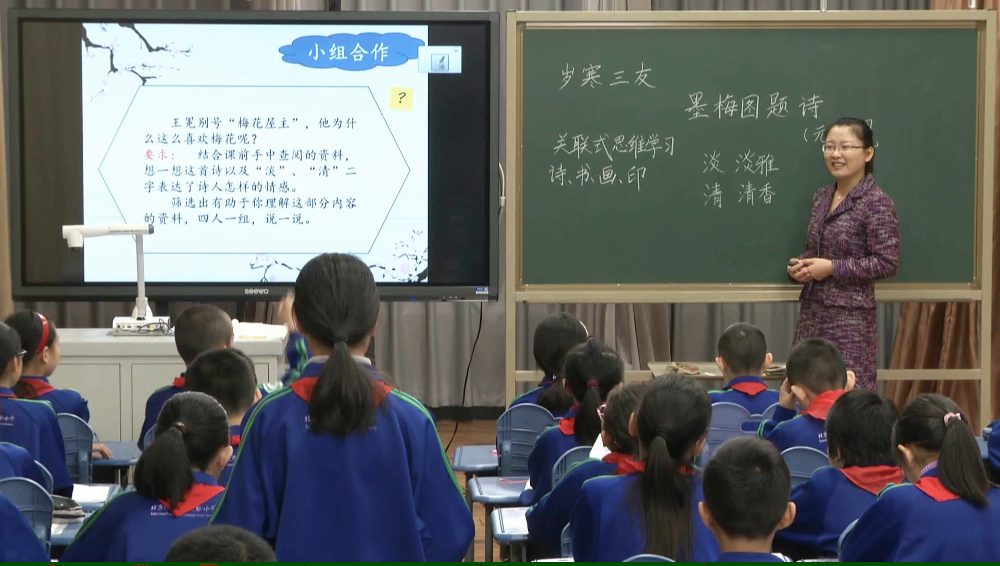 小组合作
?
王冕别号“梅花屋主”，他为什
么这么喜欢梅花呢？
要求： 结合课前手中查阅的资料，
想一想这首诗以及“淡”、“清”二
字表达了诗人怎样的情感。
筛选出有助于你理解这部分内容
的资料，四人一组，说一说。
seewo
岁寒三友
墨梅图题诗
（元
关联式思维学习
诗、书、画、印
淡 淡雅
清 清香